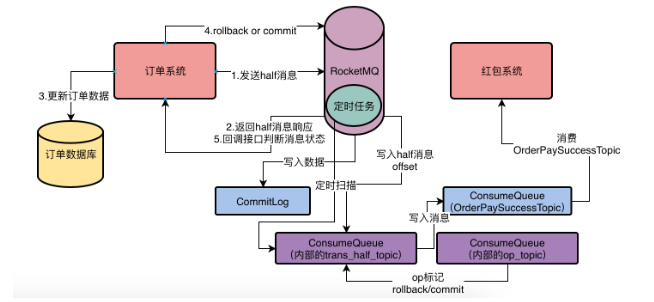 4.rollback or commit
订单系统
1.发送half消息
RocketMQ
红包系统
3.更新订单数据
定时任务
2.返回half消息响应
5.回调接口判断消息状态
订单数据库
写入数据
写入half消息
offset
消费
OrderPaySuccessTopic
定时扫描
CommitLog
ConsumeQueue
(OrderPaySuccessTopic)
写入消息
ConsumeQueue
(内部的trans_half_topic)
ConsumeQueue
(内部的op_topic)
op标记
rollback/commit